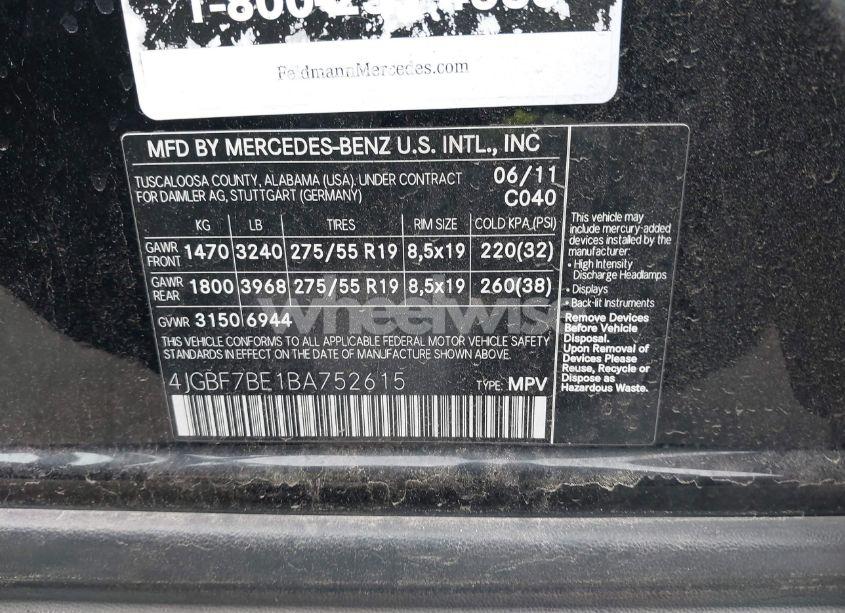 FeldmannMercedes.com
MFD BY MERCEDES-BENZ U.S. INTL., INC
TUSCALOOSA COUNTY, ALABAMA (USA). UNDER CONTRACT 06/11
FOR DAIMLER AG, STUTTGART (GERMANY) C040
KG LB TIRES RIM SIZE COLD KPA (PSI)
GAWR FRONT 1470 3240 275/55 R19 8,5x19 220(32)
GAWR REAR 1800 3968 275/55 R19 8,5x19 260(38)
GVWR 3150 6944
THIS VEHICLE CONFORMS TO ALL APPLICABLE FEDERAL MOTOR VEHICLE SAFETY
STANDARDS IN EFFECT ON THE DATE OF MANUFACTURE SHOWN ABOVE.
4JGBF7BE1BA752615 TYPE: MPV
This vehicle may
include mercury-added
devices installed by the
manufacturer:
• High Intensity
Discharge Headlamps
• Displays
• Back-lit Instruments
Remove Devices
Before Vehicle
Disposal.
Upon Removal of
Devices Please
Reuse, Recycle or
Dispose as
Hazardous Waste.
wheelwise